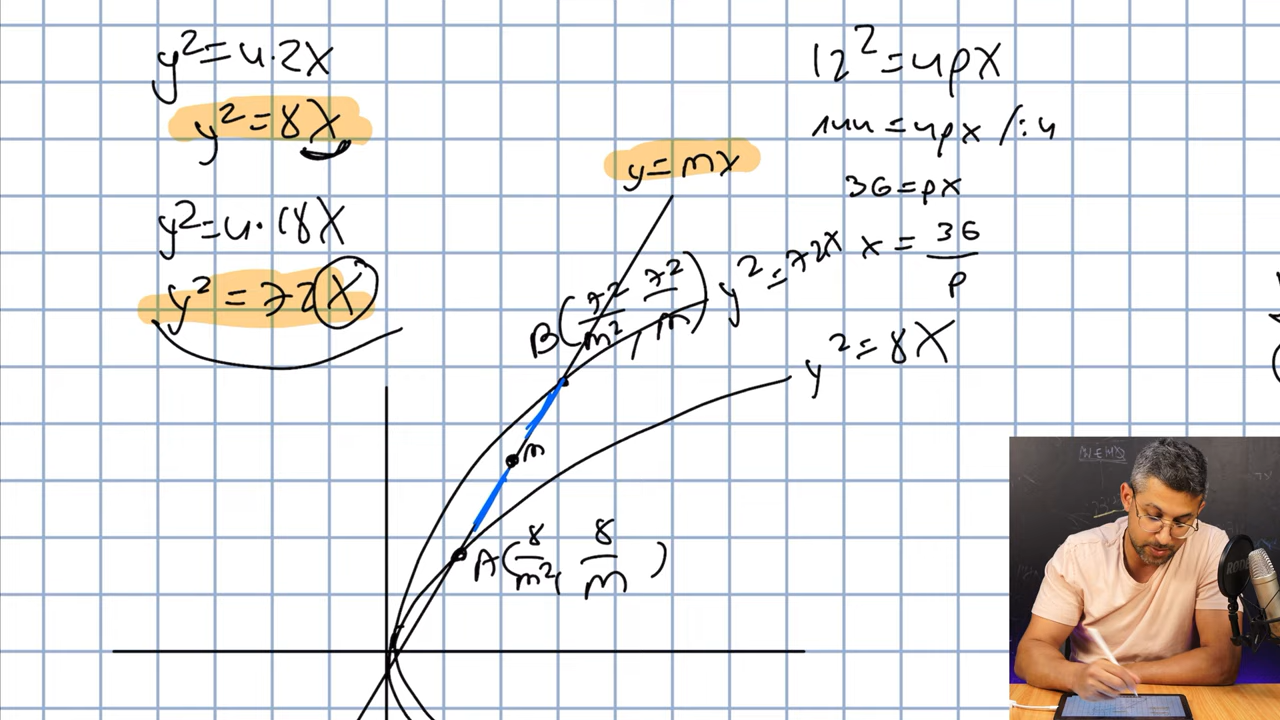 y² = 4·2x
y² = 8x
y² = 4·18x
y² = 72x
12² = 4px
144 = 4px /:4
36 = px
x = 36/p
y = mx
B(72/m², 72/m)
y² = 72x
y² = 8x
m
A(8/m², 8/m)